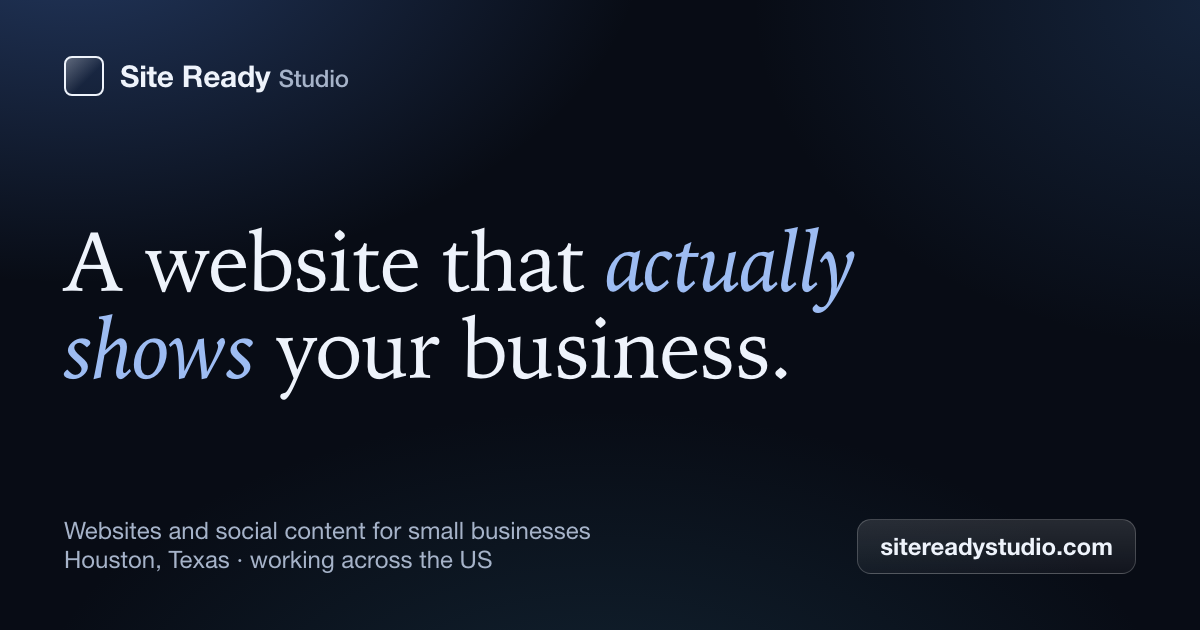 Site Ready Studio
A website that actually
shows your business.
Websites and social content for small businesses
Houston, Texas · working across the US
sitereadystudio.com